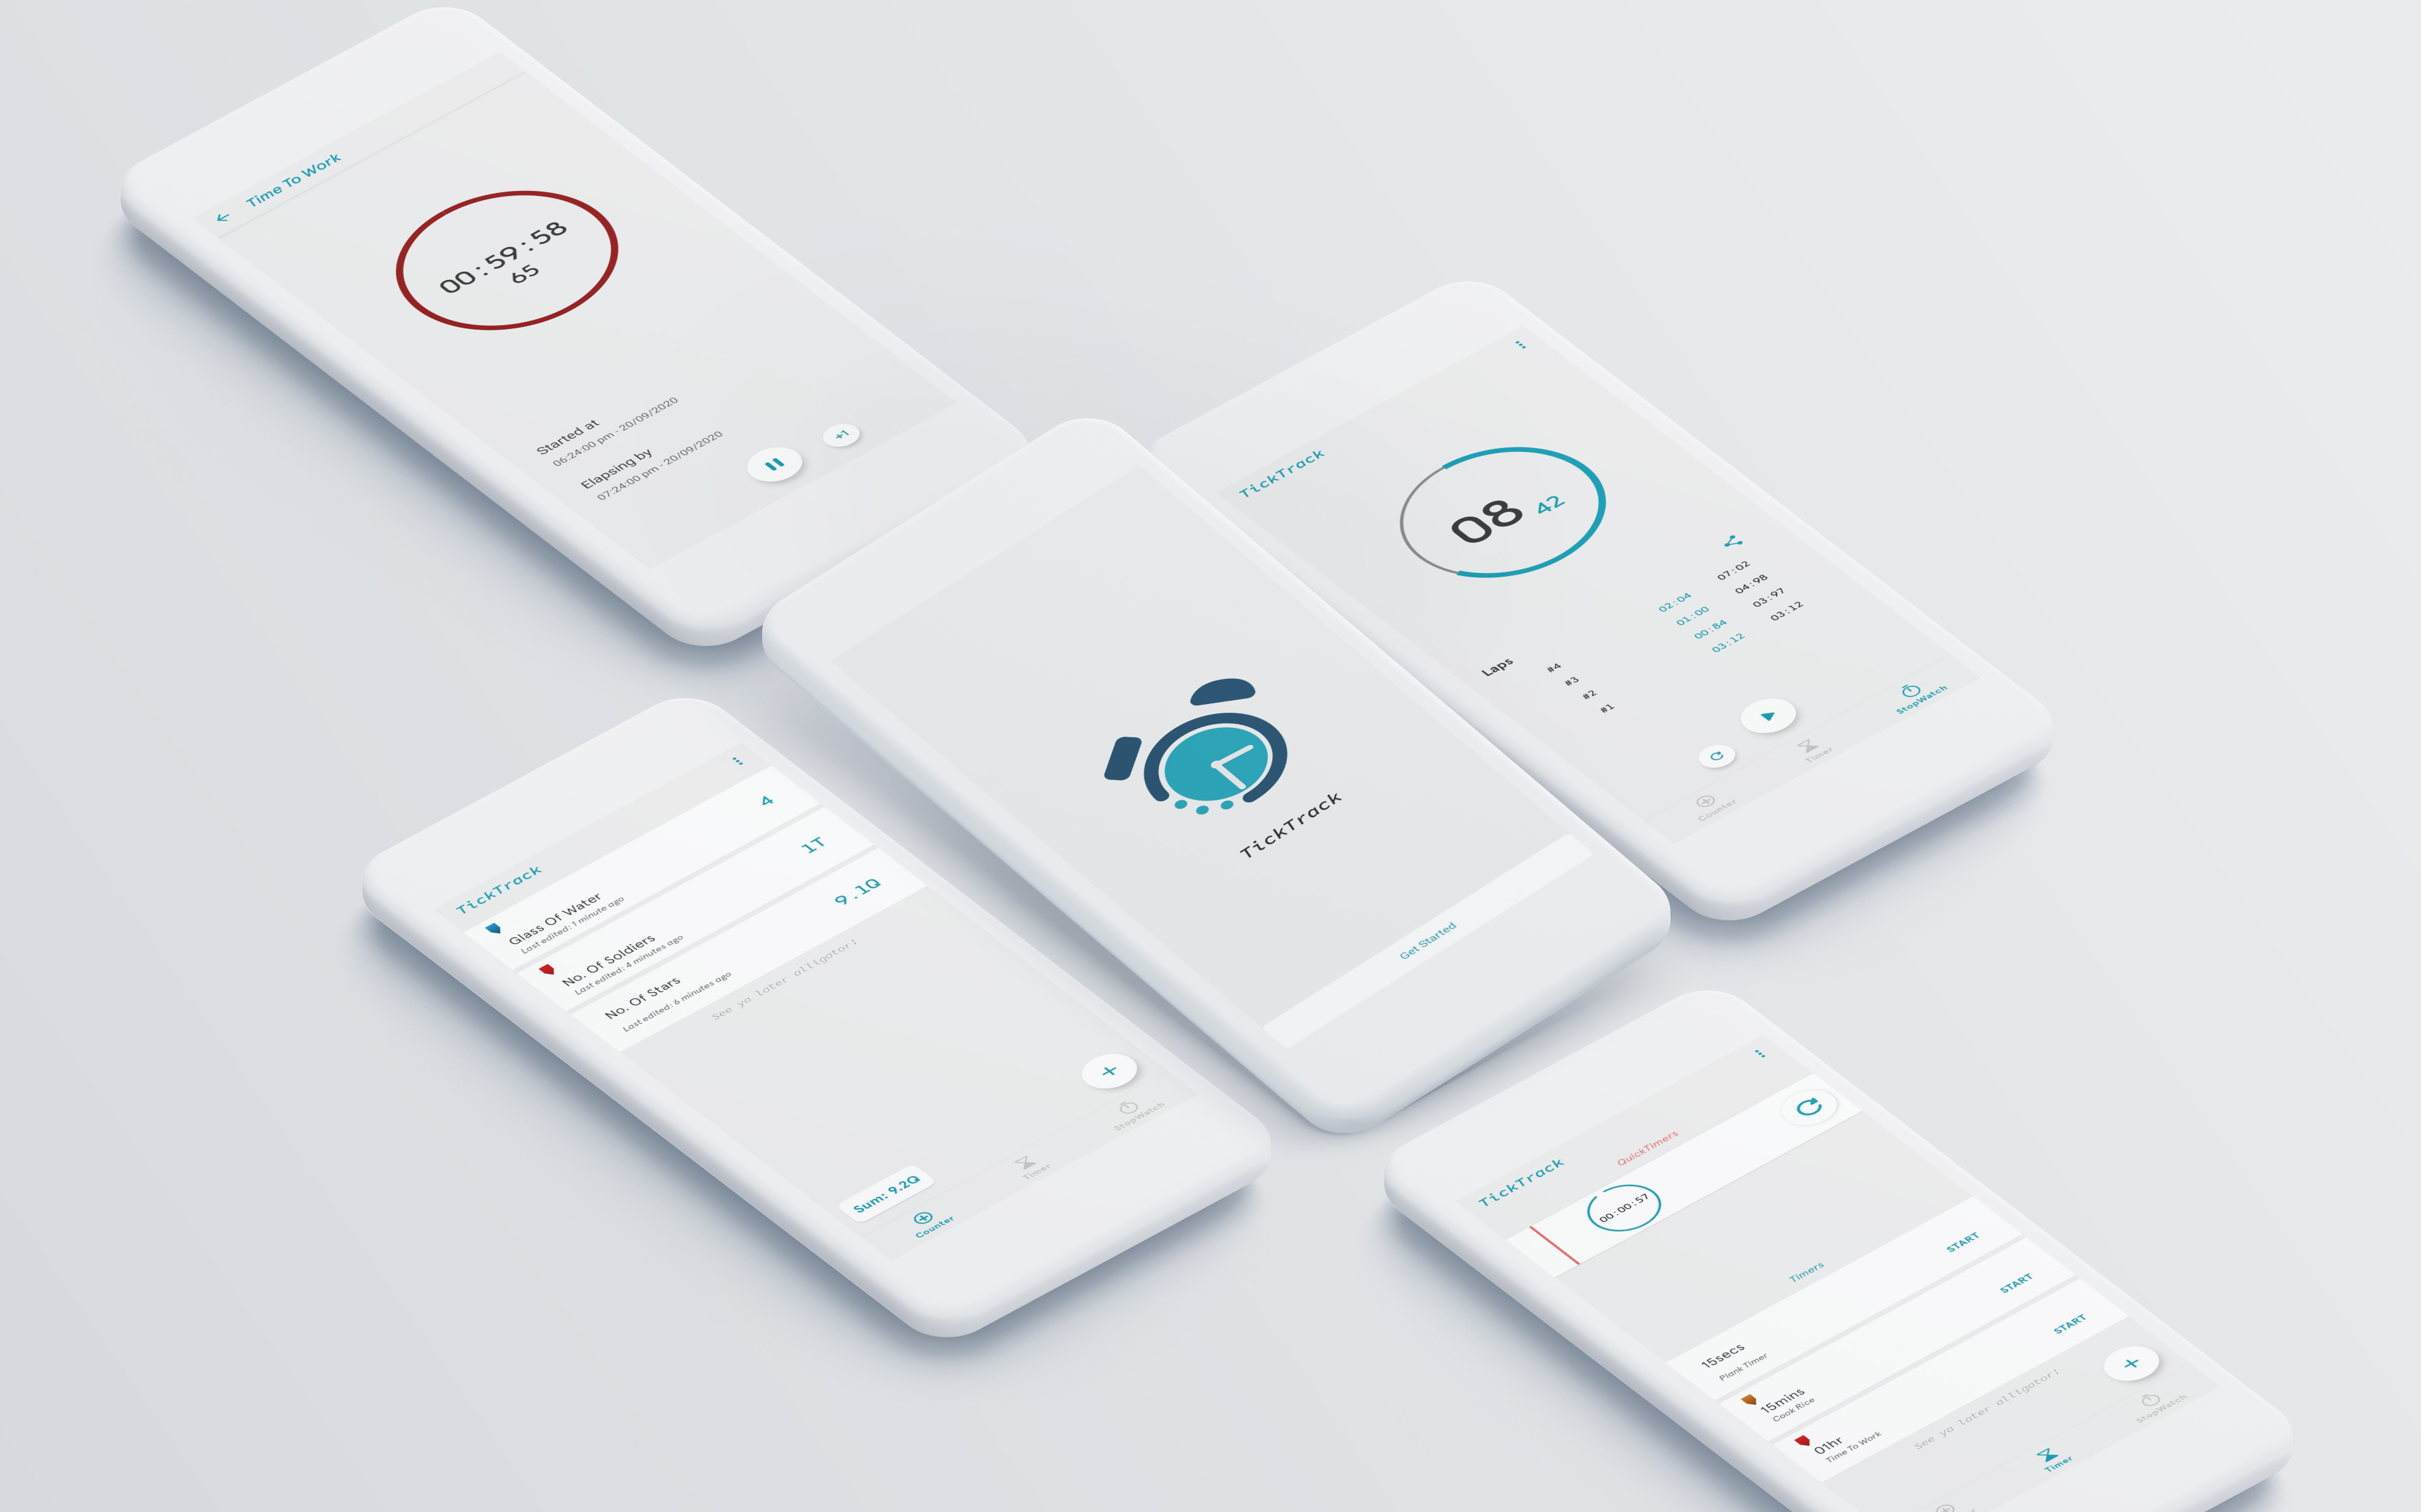 Time To Work
00:59:58
65
Started at
06:24:00 pm - 20/09/2020
Elapsing by
07:24:00 pm - 20/09/2020
+1
TickTrack
08 42
Laps
#4 02:04 07:02
#3 01:00 04:98
#2 00:84 03:97
#1 03:12 03:12
Counter
Timer
StopWatch
TickTrack
Get Started
TickTrack
Glass Of Water
Last edited: 1 minute ago
4
No. Of Soldiers
Last edited: 4 minutes ago
1T
No. Of Stars
Last edited: 6 minutes ago
9.1Q
See ya later alligator!
Sum: 9.2Q
Counter
Timer
StopWatch
TickTrack
QuickTimers
00:00:57
Timers
15secs
Plank Timer
START
15mins
Cook Rice
START
01hr
Time To Work
START
See ya later alligator!
Timer
StopWatch